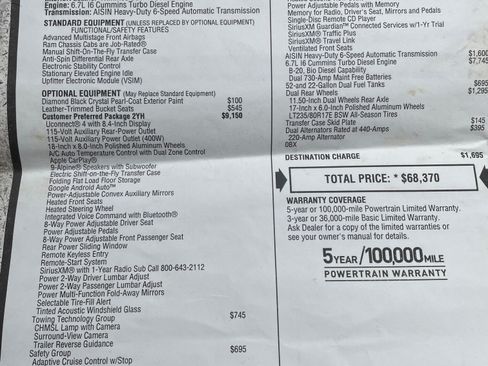 Engine: 6.7L I6 Cummins Turbo Diesel Engine
Transmission: AISIN Heavy-Duty 6-Speed Automatic Transmission
STANDARD EQUIPMENT (UNLESS REPLACED BY OPTIONAL EQUIPMENT)
FUNCTIONAL/SAFETY FEATURES
Advanced Multistage Front Airbags
Ram Chassis Cabs are Job-Rated®
Manual Shift-On-the-Fly Transfer Case
Anti-Spin Differential Rear Axle
Electronic Stability Control
Stationary Elevated Engine Idle
Upfitter Electronic Module (VSIM)
OPTIONAL EQUIPMENT (May Replace Standard Equipment)
Diamond Black Crystal Pearl-Coat Exterior Paint $100
Leather-Trimmed Bucket Seats $545
Customer Preferred Package 2YH $9,150
Uconnect® 4 with 8.4-Inch Display
115-Volt Auxiliary Rear-Power Outlet
115-Volt Auxiliary Power Outlet (400W)
18-Inch x 8.0-Inch Polished Aluminum Wheels
A/C Auto Temperature Control with Dual Zone Control
Apple CarPlay®
9 Alpine® Speakers with Subwoofer
Electric Shift-on-the-Fly Transfer Case
Folding Flat Load Floor Storage
Google Android Auto™
Power-Adjustable Convex Auxiliary Mirrors
Heated Front Seats
Heated Steering Wheel
Integrated Voice Command with Bluetooth®
8-Way Power Adjustable Driver Seat
Power Adjustable Pedals
8-Way Power Adjustable Front Passenger Seat
Rear Power Sliding Window
Remote Keyless Entry
Remote-Start System
SiriusXM® with 1-Year Radio Sub Call 800-643-2112
Power 2-Way Driver Lumbar Adjust
Power 2-Way Passenger Lumbar Adjust
Power Multi-Function Fold-Away Mirrors
Selectable Tire-Fill Alert
Tinted Acoustic Windshield Glass
Towing Technology Group $745
CHMSL Lamp with Camera
Surround-View Camera
Trailer Reverse Guidance
Safety Group $695
Adaptive Cruise Control w/Stop
Power Adjustable Pedals with Memory
Memory for Radio, Driver's Seat, Mirrors and Pedals
Single-Disc Remote CD Player
SiriusXM Guardian™ Connected Services w/1-Yr Trial
SiriusXM® Traffic Plus
SiriusXM® Travel Link
Ventilated Front Seats
AISIN Heavy-Duty 6-Speed Automatic Transmission $1,600
6.7L I6 Cummins Turbo Diesel Engine $7,745
B-20, Bio Diesel Capability
Dual 730-Amp Maint Free Batteries
52 and 22-Gallon Dual Fuel Tanks $695
Dual Rear Wheels $1,295
11.50-Inch Dual Wheels Rear Axle
17-Inch x 6.0-Inch Polished Aluminum Wheels
LT235/80R17E BSW All-Season Tires
Transfer Case Skid Plate $145
Dual Alternators Rated at 440-Amps $395
220-Amp Alternator
DESTINATION CHARGE $1,695
TOTAL PRICE: * $68,370
WARRANTY COVERAGE
5-year or 100,000-mile Powertrain Limited Warranty.
3-year or 36,000-mile Basic Limited Warranty.
Ask Dealer for a copy of the limited warranties or
see your owner's manual for details.
5YEAR/100,000MILE
POWERTRAIN WARRANTY